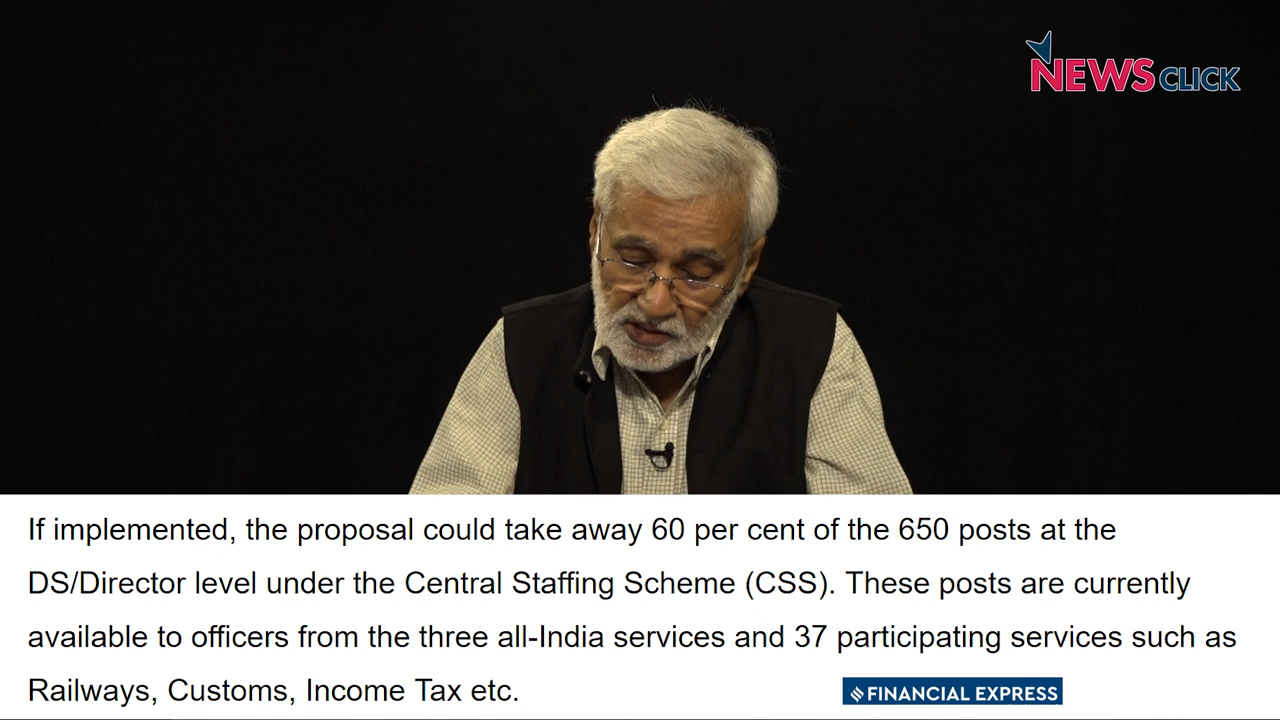 NEWSCLICK
If implemented, the proposal could take away 60 per cent of the 650 posts at the
DS/Director level under the Central Staffing Scheme (CSS). These posts are currently
available to officers from the three all-India services and 37 participating services such as
Railways, Customs, Income Tax etc.
FINANCIAL EXPRESS